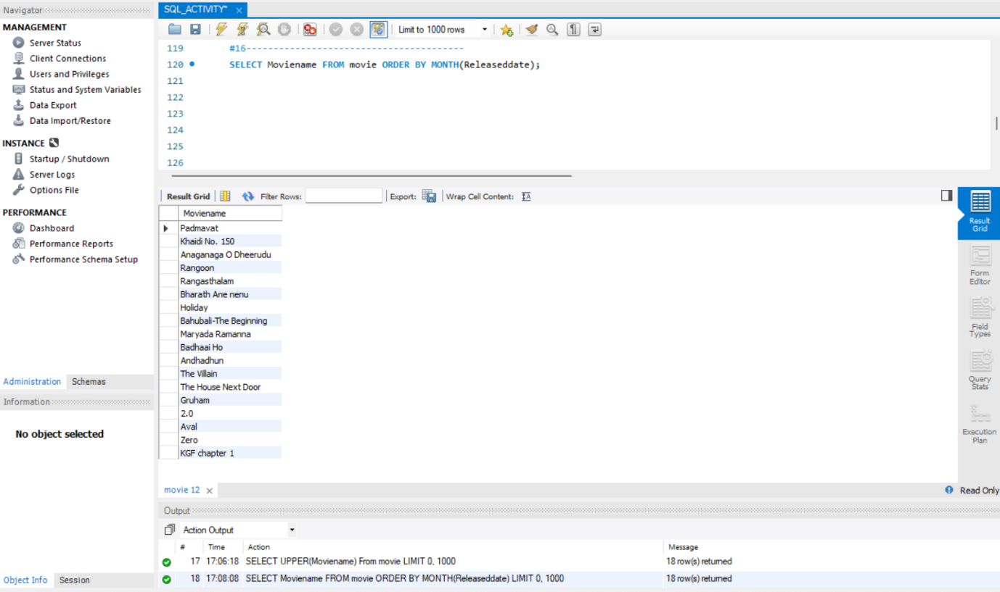 Navigator
MANAGEMENT
Server Status
Client Connections
Users and Privileges
Status and System Variables
Data Export
Data Import/Restore
INSTANCE
Startup / Shutdown
Server Logs
Options File
PERFORMANCE
Dashboard
Performance Reports
Performance Schema Setup
Administration Schemas
Information
No object selected
Object Info Session
SQL_ACTIVITY*
Limit to 1000 rows
119 #16----------------------------------------
120 SELECT Moviename FROM movie ORDER BY MONTH(Releaseddate);
121
122
123
124
125
126
Result Grid Filter Rows: Export: Wrap Cell Content:
Moviename
Padmavat
Khaidi No. 150
Anaganaga O Dheerudu
Rangoon
Rangasthalam
Bharath Ane nenu
Holiday
Bahubali-The Beginning
Maryada Ramanna
Badhaai Ho
Andhadhun
The Villain
The House Next Door
Gruham
2.0
Aval
Zero
KGF chapter 1
Result
Grid
Form
Editor
Field
Types
Query
Stats
Execution
Plan
movie 12
Read Only
Output
Action Output
# Time Action Message
17 17:06:18 SELECT UPPER(Moviename) From movie LIMIT 0, 1000 18 row(s) returned
18 17:08:08 SELECT Moviename FROM movie ORDER BY MONTH(Releaseddate) LIMIT 0, 1000 18 row(s) returned